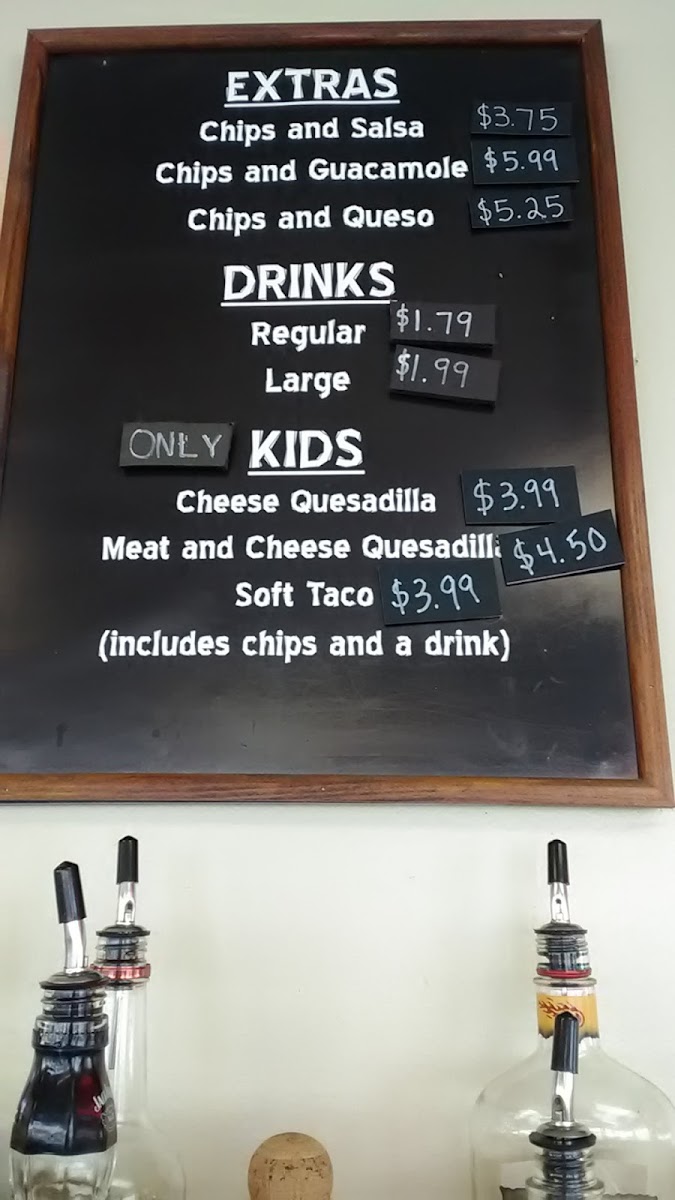 EXTRAS
Chips and Salsa $3.75
Chips and Guacamole $5.99
Chips and Queso $5.25
DRINKS
Regular $1.79
Large $1.99
ONLY KIDS
Cheese Quesadilla $3.99
Meat and Cheese Quesadilla $4.50
Soft Taco $3.99
(includes chips and a drink)